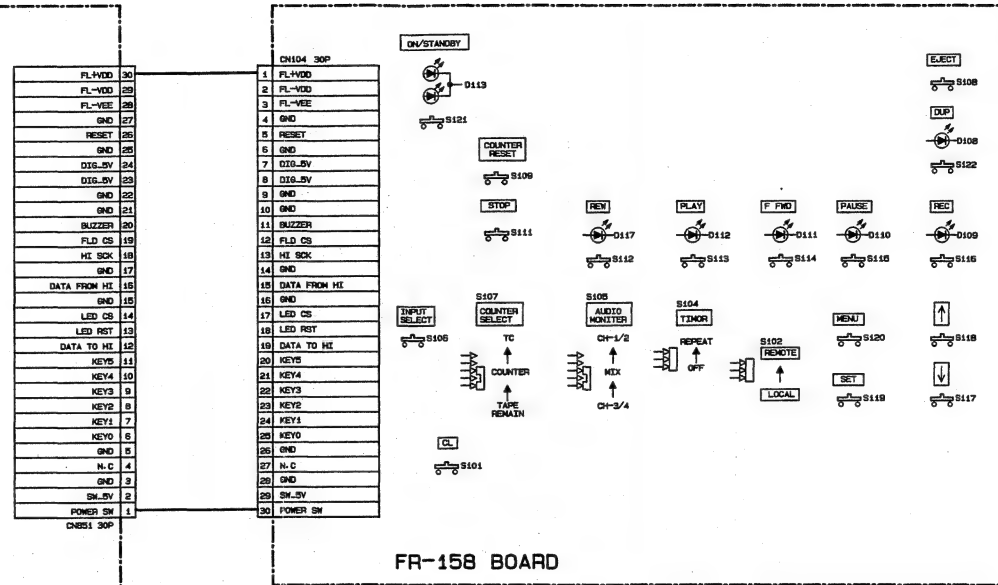 CN104 30P
FL+VDD 30
FL-VDD 29
FL-VEE 28
GND 27
RESET 26
GND 25
DIG_5V 24
DIG_5V 23
GND 22
GND 21
BUZZER 20
FLD CS 19
HI SCK 18
GND 17
DATA FROM HI 16
GND 15
LED CS 14
LED RST 13
DATA TO HI 12
KEY5 11
KEY4 10
KEY3 9
KEY2 8
KEY1 7
KEY0 6
GND 5
N.C 4
GND 3
SW_5V 2
POWER SW 1
CN851 30P
1 FL+VDD
2 FL-VDD
3 FL-VEE
4 GND
5 RESET
6 GND
7 DIG_5V
8 DIG_5V
9 GND
10 GND
11 BUZZER
12 FLD CS
13 HI SCK
14 GND
15 DATA FROM HI
16 GND
17 LED CS
18 LED RST
19 DATA TO HI
20 KEY5
21 KEY4
22 KEY3
23 KEY2
24 KEY1
25 KEY0
26 GND
27 N.C
28 GND
29 SW_5V
30 POWER SW
ON/STANDBY
D113
S121
EJECT
S108
DUP
D108
S122
COUNTER
RESET
S109
STOP
S111
REW
D117
S112
PLAY
D112
S113
F FWD
D111
S114
PAUSE
D110
S115
REC
D109
S116
INPUT
SELECT
S106
S107
COUNTER
SELECT
TC
COUNTER
TAPE
REMAIN
S105
AUDIO
MONITER
CH-1/2
MIX
CH-3/4
S104
TIMOR
REPEAT
OFF
S102
REMOTE
LOCAL
MENU
S120
SET
S119
↑
S118
↓
S117
CL
S101
FR-158 BOARD